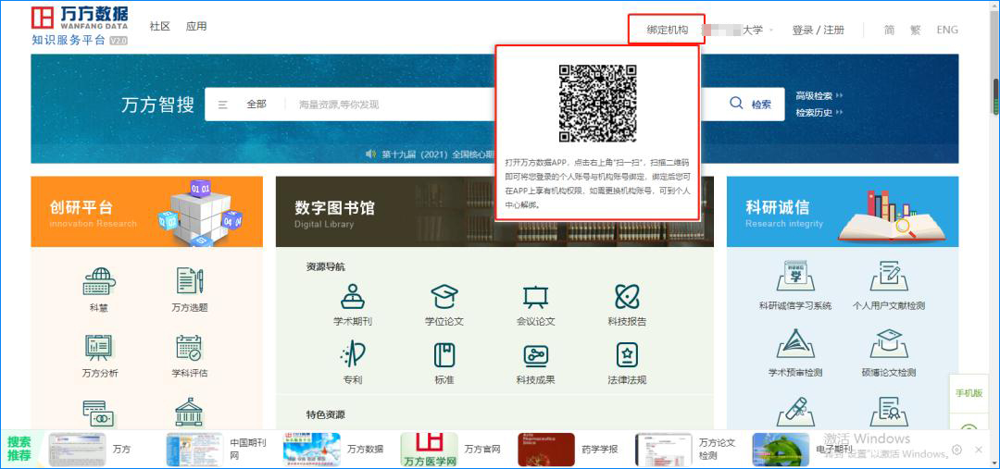 万方数据
WANFANG DATA
知识服务平台 V2.0
社区 应用
绑定机构
大学
登录 / 注册
简 繁 ENG
万方智搜
全部
海量资源,等你发现
检索
高级检索
检索历史
第十九届（2021）全国核心期
打开万方数据APP，点击右上角"扫一扫"，扫描二维码
即可将您登录的个人账号与机构账号绑定，绑定后您可
在APP上享有机构权限，如需更换机构账号，可到个人
中心解绑。
创研平台
innovation Research
01 01
02 02
04 04
数字图书馆
Digital Library
科研诚信
Research integrity
科慧
万方选题
万方分析
学科评估
资源导航
学术期刊
学位论文
会议论文
科技报告
专利
标准
科技成果
法律法规
特色资源
科研诚信学习系统
个人用户文献检测
学术预审检测
硕博论文检测
手机版
搜索
推荐
万方
中国期刊
网
万方数据
万方医学网
万方官网
药学学报
万方论文
检测
电子期刊
激活 Windows
转到"设置"以激活 Windows。